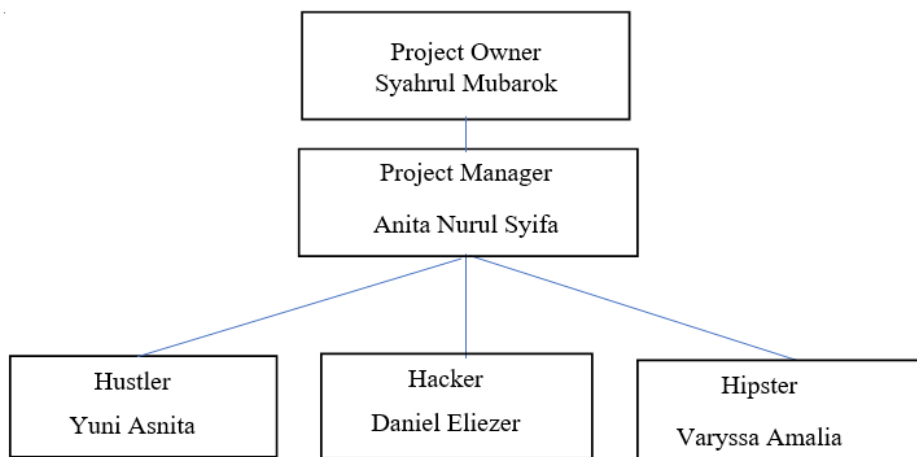 Project Owner
Syahrul Mubarok
Project Manager
Anita Nurul Syifa
Hustler
Yuni Asnita
Hacker
Daniel Eliezer
Hipster
Varyssa Amalia